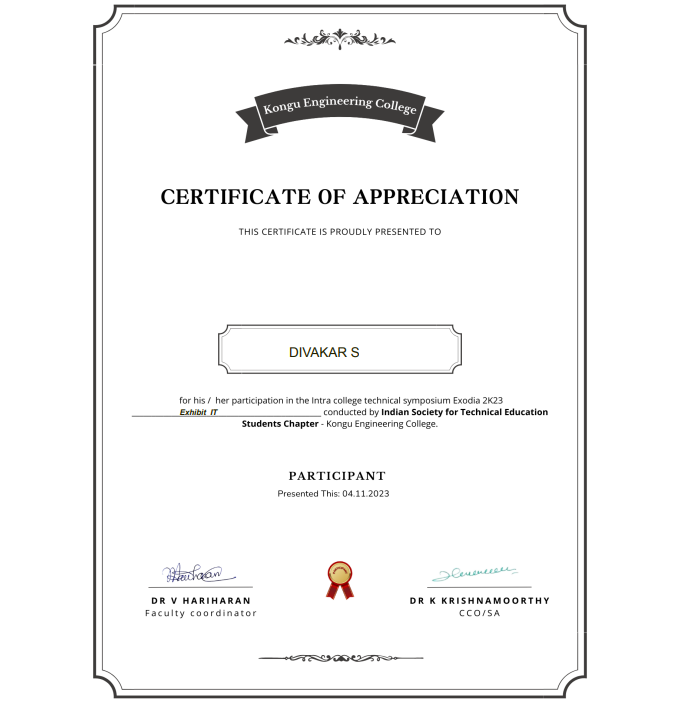 Kongu Engineering College
CERTIFICATE OF APPRECIATION
THIS CERTIFICATE IS PROUDLY PRESENTED TO
DIVAKAR S
for his / her participation in the Intra college technical symposium Exodia 2K23
Exhibit IT conducted by Indian Society for Technical Education
Students Chapter - Kongu Engineering College.
PARTICIPANT
Presented This: 04.11.2023
DR V HARIHARAN
Faculty coordinator
DR K KRISHNAMOORTHY
CCO/SA